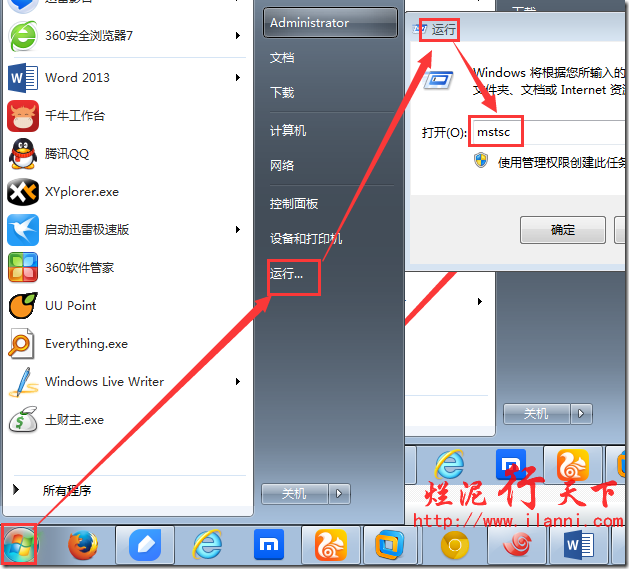 360安全浏览器7
Word 2013
千牛工作台
腾讯QQ
XYplorer.exe
启动迅雷极速版
360软件管家
UU Point
Everything.exe
Windows Live Writer
土财主.exe
所有程序
Administrator
文档
下载
计算机
网络
控制面板
设备和打印机
运行...
关机
运行
Windows 将根据您所输入的
文件夹、文档或 Internet 资
打开(O):
mstsc
使用管理权限创建此任务
确定
关机
烂泥行天下
http://www.ilanni.com